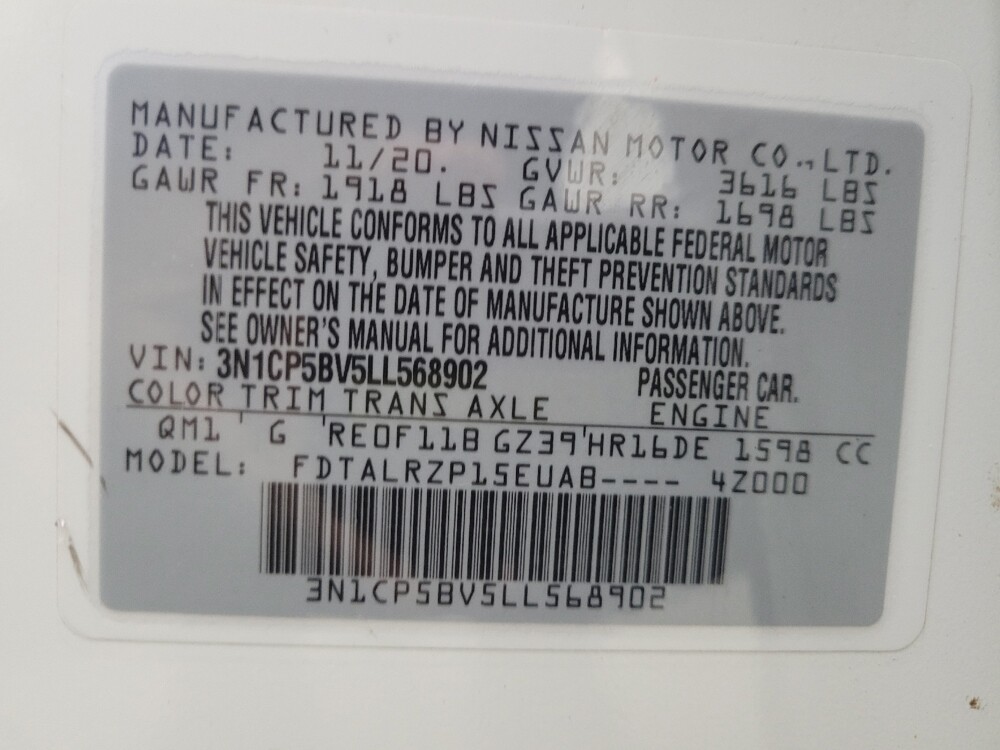 MANUFACTURED BY NISSAN MOTOR CO.,LTD.
DATE: 11/20. GVWR: 3616 LBS
GAWR FR: 1918 LBS GAWR RR: 1698 LBS
THIS VEHICLE CONFORMS TO ALL APPLICABLE FEDERAL MOTOR
VEHICLE SAFETY, BUMPER AND THEFT PREVENTION STANDARDS
IN EFFECT ON THE DATE OF MANUFACTURE SHOWN ABOVE.
SEE OWNER'S MANUAL FOR ADDITIONAL INFORMATION.
VIN: 3N1CP5BV5LL568902 PASSENGER CAR.
COLOR TRIM TRANS AXLE ENGINE
QM1 G RE0F11B GZ39 HR16DE 1598 CC
MODEL: FDTALRZP15EUAB---- 4Z000
3N1CP5BV5LL568902